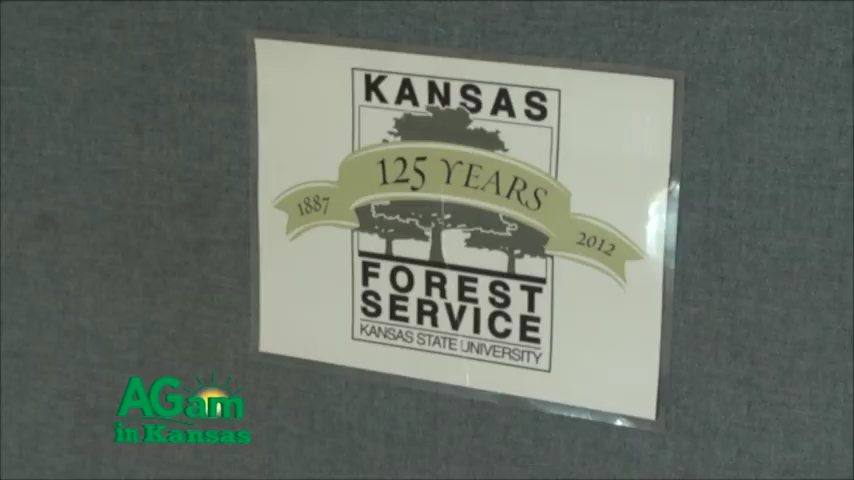 KANSAS
125 YEARS
1887
2012
FOREST
SERVICE
KANSAS STATE UNIVERSITY
AGam
in Kansas